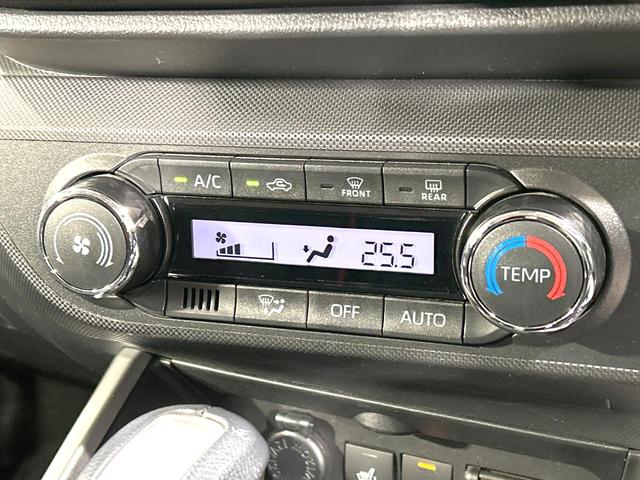 A/C
FRONT
REAR
25.5
TEMP
OFF
AUTO